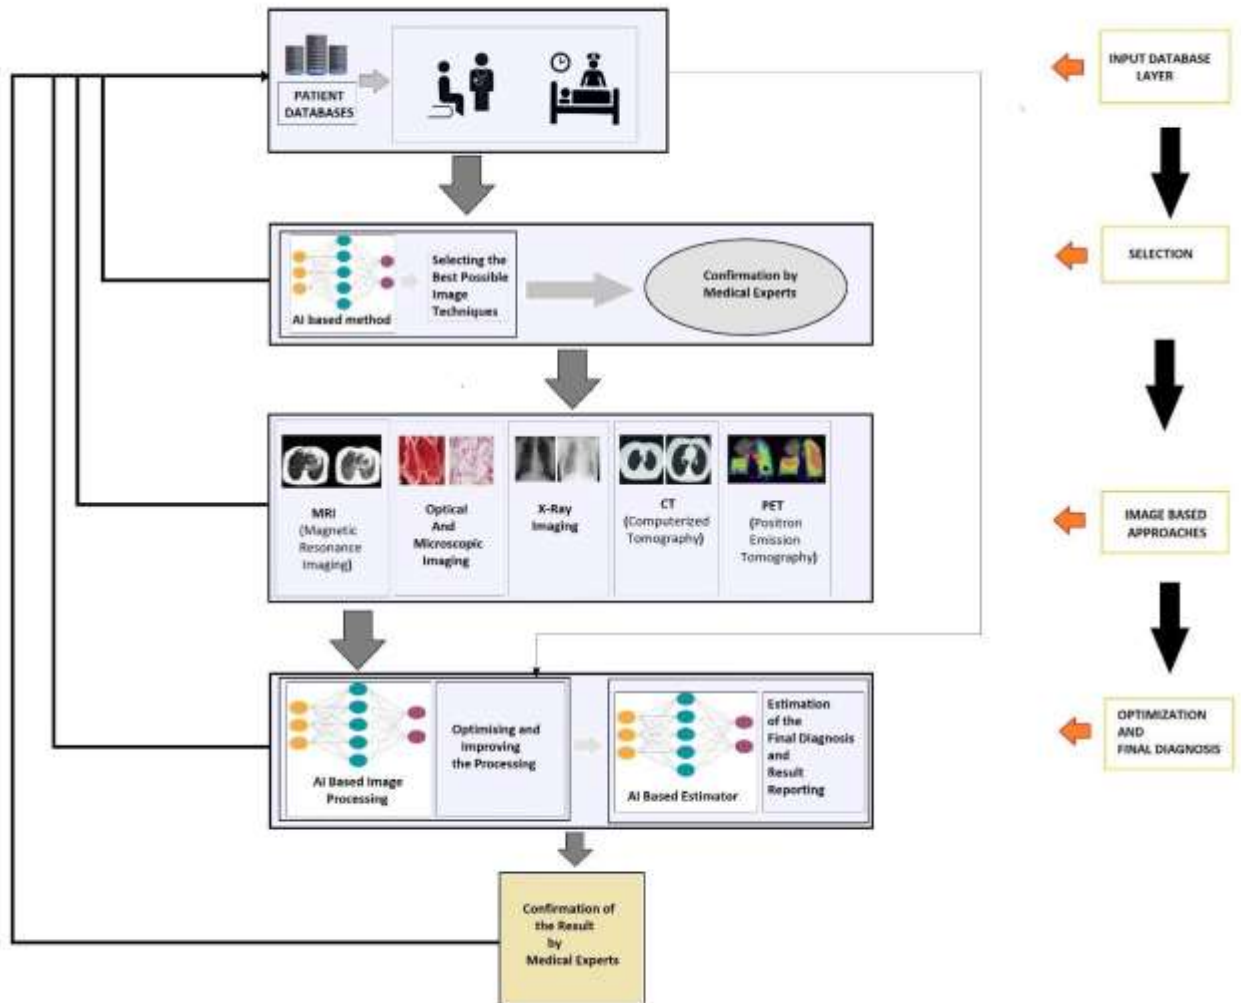 PATIENT
DATABASES
INPUT DATABASE
LAYER
AI based method
Selecting the
Best Possible
Image
Techniques
Confirmation by
Medical Experts
SELECTION
MRI
(Magnetic
Resonance
Imaging)
Optical
And
Microscopic
Imaging
X-Ray
Imaging
CT
(Computerized
Tomography)
PET
(Positron
Emission
Tomography)
IMAGE BASED
APPROACHES
AI Based Image
Processing
Optimising and
Improving
the Processing
AI Based Estimator
Estimation
of the
Final Diagnosis
and
Result
Reporting
OPTIMIZATION
AND
FINAL DIAGNOSIS
Confirmation of
the Result
by
Medical Experts